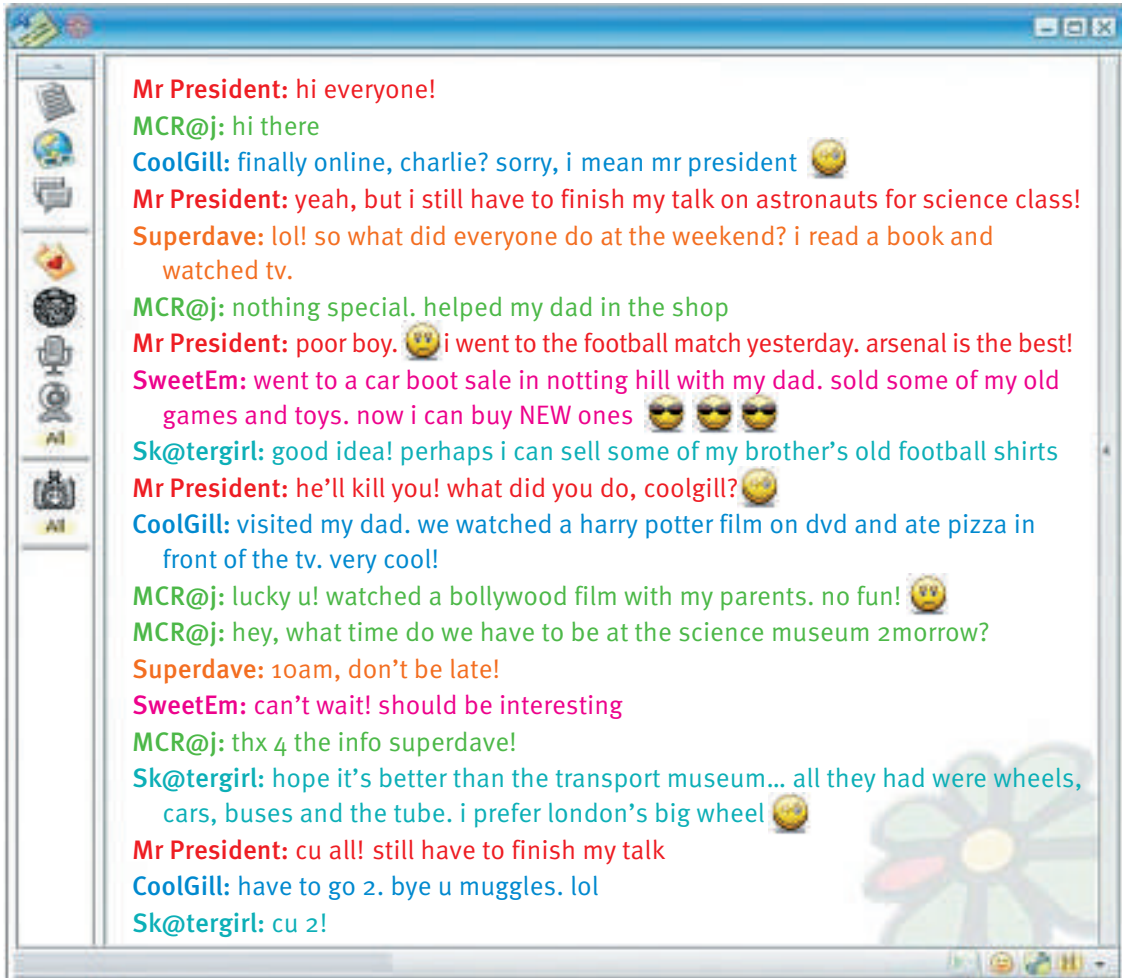 Mr President: hi everyone!
MCR@j: hi there
CoolGill: finally online, charlie? sorry, i mean mr president
Mr President: yeah, but i still have to finish my talk on astronauts for science class!
Superdave: lol! so what did everyone do at the weekend? i read a book and
watched tv.
MCR@j: nothing special. helped my dad in the shop
Mr President: poor boy. i went to the football match yesterday. arsenal is the best!
SweetEm: went to a car boot sale in notting hill with my dad. sold some of my old
games and toys. now i can buy NEW ones
Sk@tergirl: good idea! perhaps i can sell some of my brother's old football shirts
Mr President: he'll kill you! what did you do, coolgill?
CoolGill: visited my dad. we watched a harry potter film on dvd and ate pizza in
front of the tv. very cool!
MCR@j: lucky u! watched a bollywood film with my parents. no fun!
MCR@j: hey, what time do we have to be at the science museum 2morrow?
Superdave: 10am, don't be late!
SweetEm: can't wait! should be interesting
MCR@j: thx 4 the info superdave!
Sk@tergirl: hope it's better than the transport museum... all they had were wheels,
cars, buses and the tube. i prefer london's big wheel
Mr President: cu all! still have to finish my talk
CoolGill: have to go 2. bye u muggles. lol
Sk@tergirl: cu 2!
All
All